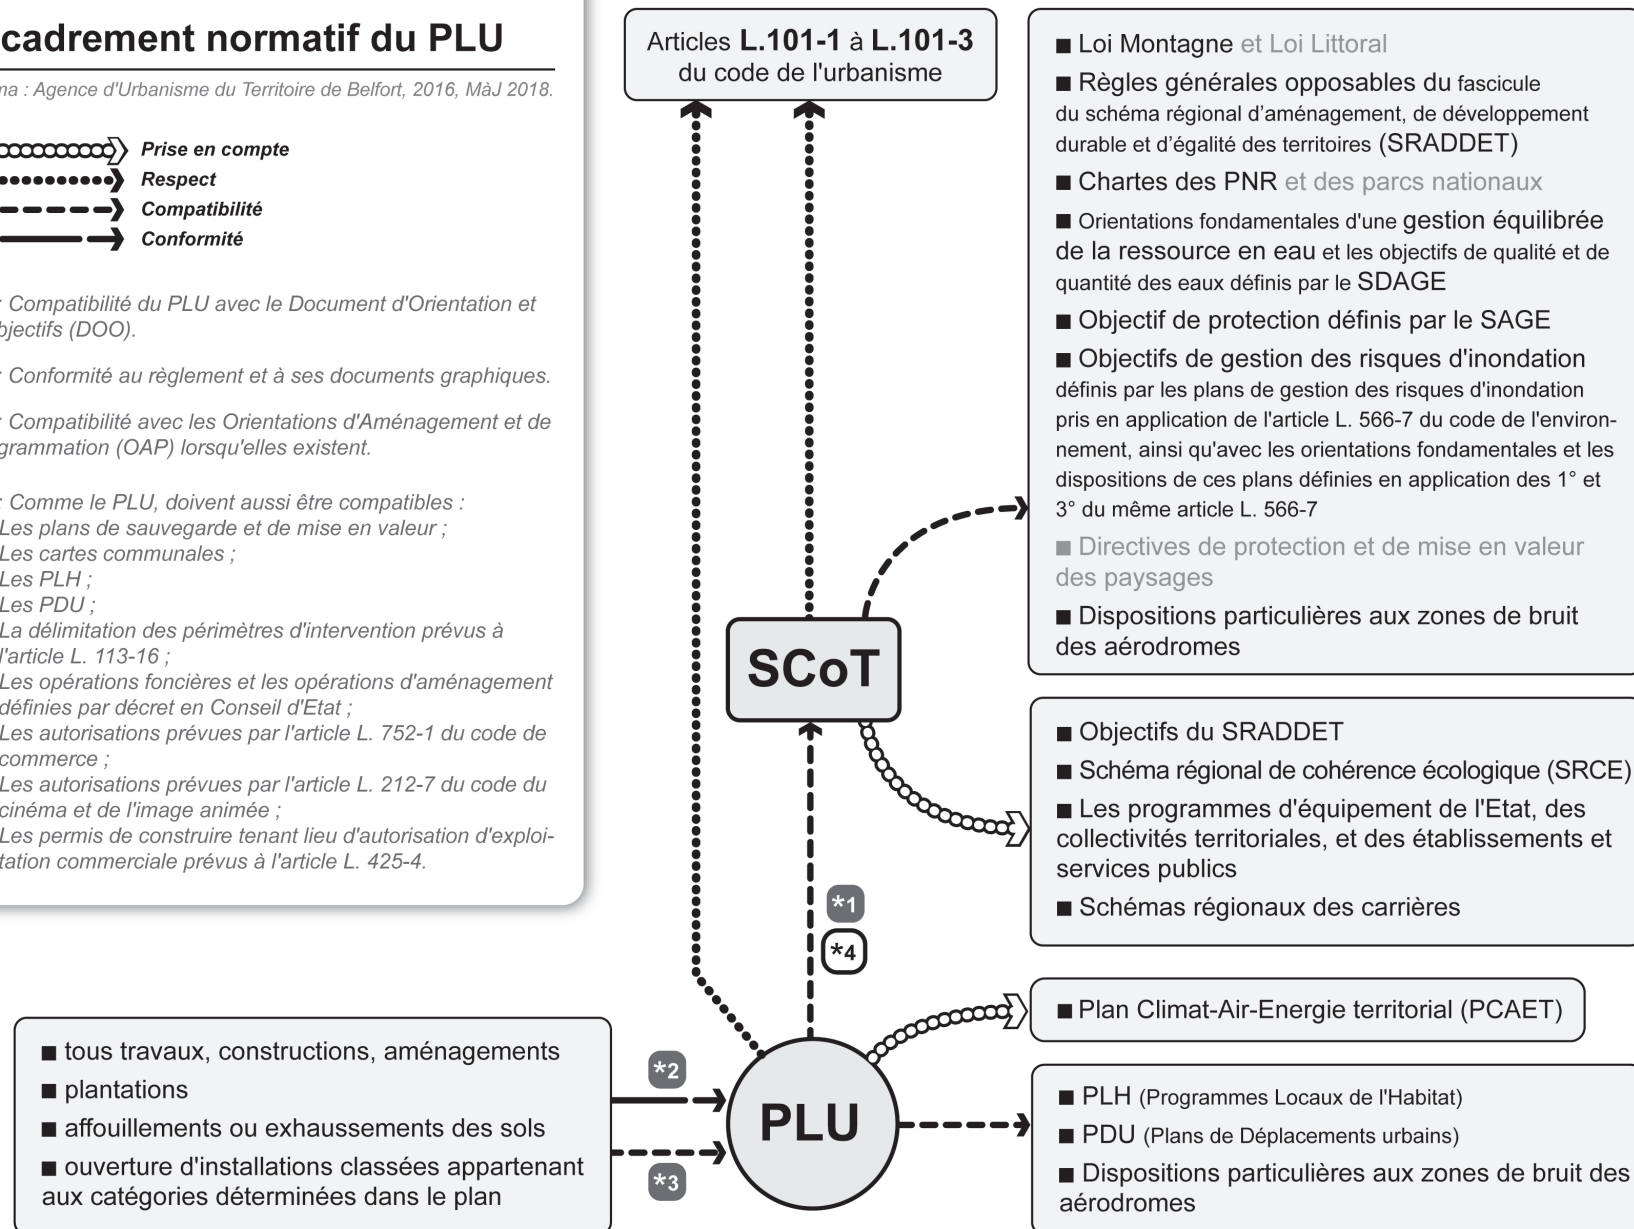 cadrement normatif du PLU
Agence d'Urbanisme du Territoire de Belfort, 2016, MàJ 2018.
Prise en compte
Respect
Compatibilité
Conformité
: Compatibilité du PLU avec le Document d'Orientation et
bjectifs (DOO).
: Conformité au règlement et à ses documents graphiques.
: Compatibilité avec les Orientations d'Aménagement et de
grammation (OAP) lorsqu'elles existent.
: Comme le PLU, doivent aussi être compatibles :
Les plans de sauvegarde et de mise en valeur ;
Les cartes communales ;
Les PLH ;
Les PDU ;
La délimitation des périmètres d'intervention prévus à
l'article L. 113-16 ;
Les opérations foncières et les opérations d'aménagement
définies par décret en Conseil d'Etat ;
Les autorisations prévues par l'article L. 752-1 du code de
commerce ;
Les autorisations prévues par l'article L. 212-7 du code du
cinéma et de l'image animée ;
Les permis de construire tenant lieu d'autorisation d'exploi-
tation commerciale prévus à l'article L. 425-4.
Articles L.101-1 à L.101-3
du code de l'urbanisme
■ Loi Montagne et Loi Littoral
■ Règles générales opposables du fascicule
du schéma régional d’aménagement, de développement
durable et d’égalité des territoires (SRADDET)
■ Chartes des PNR et des parcs nationaux
■ Orientations fondamentales d'une gestion équilibrée
de la ressource en eau et les objectifs de qualité et de
quantité des eaux définis par le SDAGE
■ Objectif de protection définis par le SAGE
■ Objectifs de gestion des risques d'inondation
définis par les plans de gestion des risques d'inondation
pris en application de l'article L. 566-7 du code de l'environ-
nement, ainsi qu'avec les orientations fondamentales et les
dispositions de ces plans définies en application des 1° et
3° du même article L. 566-7
■ Directives de protection et de mise en valeur
des paysages
■ Dispositions particulières aux zones de bruit
des aérodromes
SCoT
■ Objectifs du SRADDET
■ Schéma régional de cohérence écologique (SRCE)
■ Les programmes d'équipement de l'Etat, des
collectivités territoriales, et des établissements et
services publics
■ Schémas régionaux des carrières
*1
*4
■ Plan Climat-Air-Energie territorial (PCAET)
■ tous travaux, constructions, aménagements
■ plantations
■ affouillements ou exhaussements des sols
■ ouverture d'installations classées appartenant
aux catégories déterminées dans le plan
*2
*3
PLU
■ PLH (Programmes Locaux de l'Habitat)
■ PDU (Plans de Déplacements urbains)
■ Dispositions particulières aux zones de bruit des
aérodromes